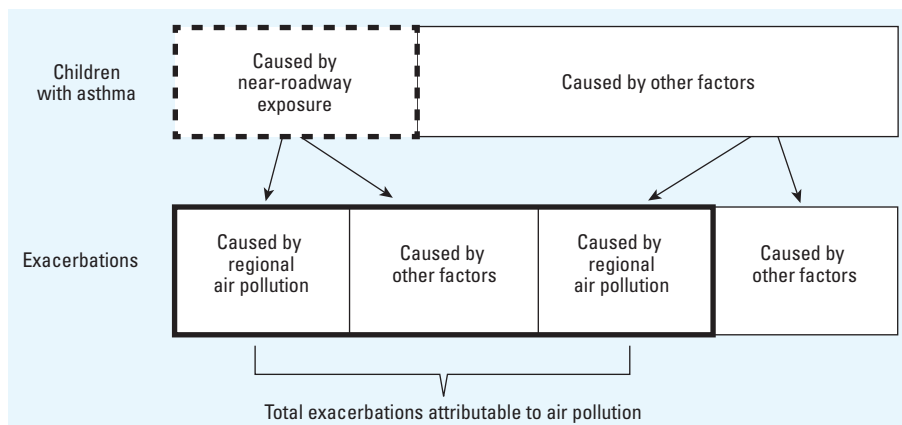 Children
with asthma
Caused by
near-roadway
exposure
Caused by other factors
Exacerbations
Caused by
regional
air pollution
Caused by
other factors
Caused by
regional
air pollution
Caused by
other factors
Total exacerbations attributable to air pollution